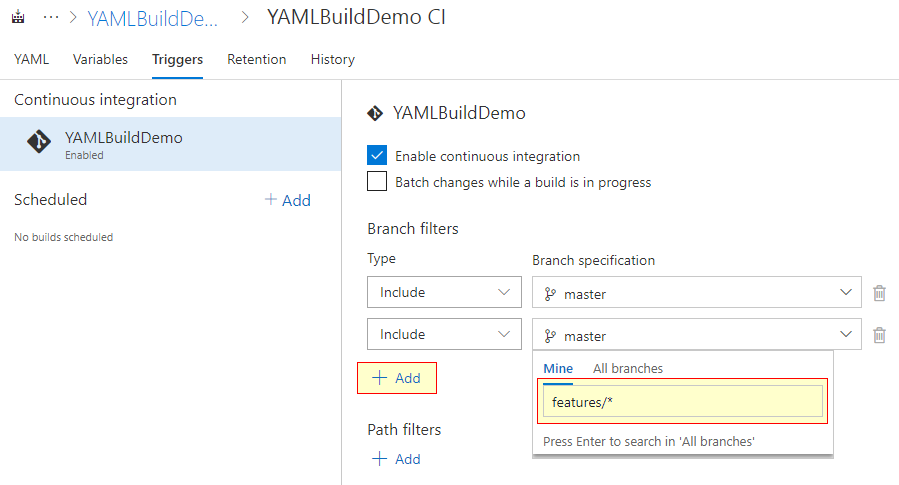 ··· > YAMLBuildDe... > YAMLBuildDemo CI
YAML Variables Triggers Retention History
Continuous integration
YAMLBuildDemo
Enabled
Scheduled + Add
No builds scheduled
YAMLBuildDemo
Enable continuous integration
Batch changes while a build is in progress
Branch filters
Type Branch specification
Include master
Include master
+ Add
Mine All branches
features/*
Press Enter to search in 'All branches'
Path filters
+ Add